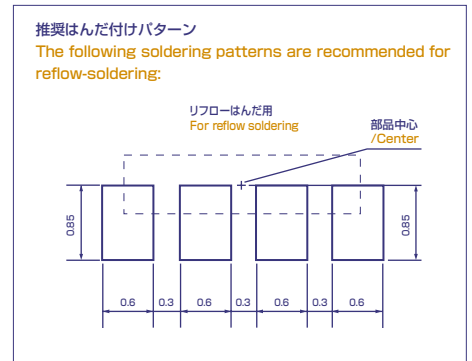 推奨はんだ付けパターン
The following soldering patterns are recommended for
reflow-soldering:
リフローはんだ用
For reflow soldering
部品中心
/Center
0.85
0.85
0.6 0.3 0.6 0.3 0.6 0.3 0.6